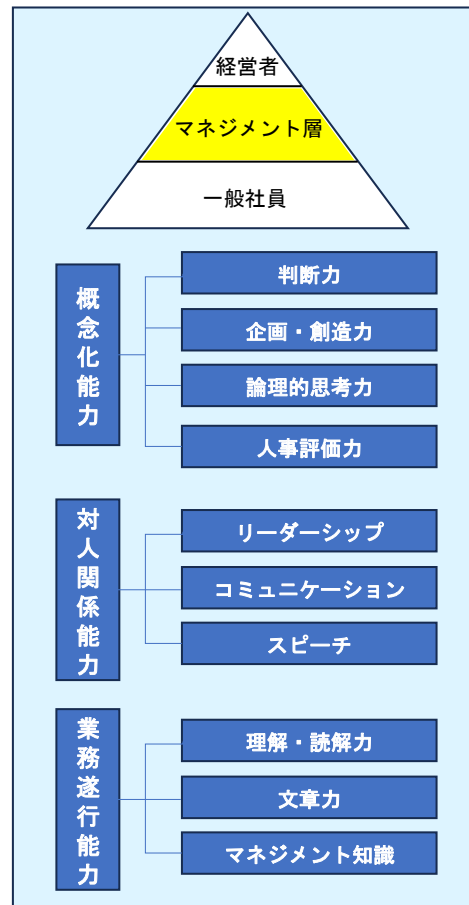 経営者
マネジメント層
一般社員
概念化能力
判断力
企画・創造力
論理的思考力
人事評価力
対人関係能力
リーダーシップ
コミュニケーション
スピーチ
業務遂行能力
理解・読解力
文章力
マネジメント知識